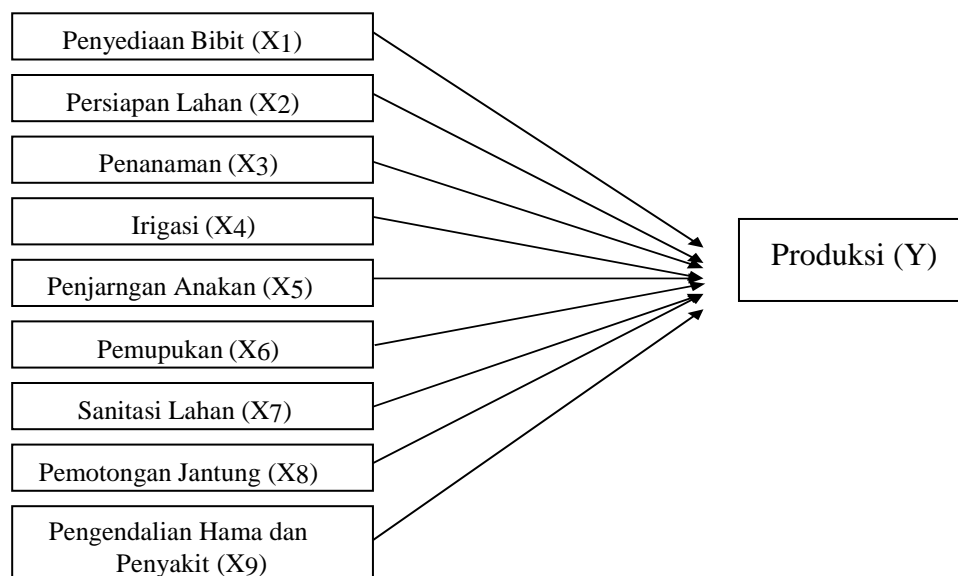 Penyediaan Bibit (X1)
Persiapan Lahan (X2)
Penanaman (X3)
Irigasi (X4)
Penjarngan Anakan (X5)
Pemupukan (X6)
Sanitasi Lahan (X7)
Pemotongan Jantung (X8)
Pengendalian Hama dan
Penyakit (X9)
Produksi (Y)